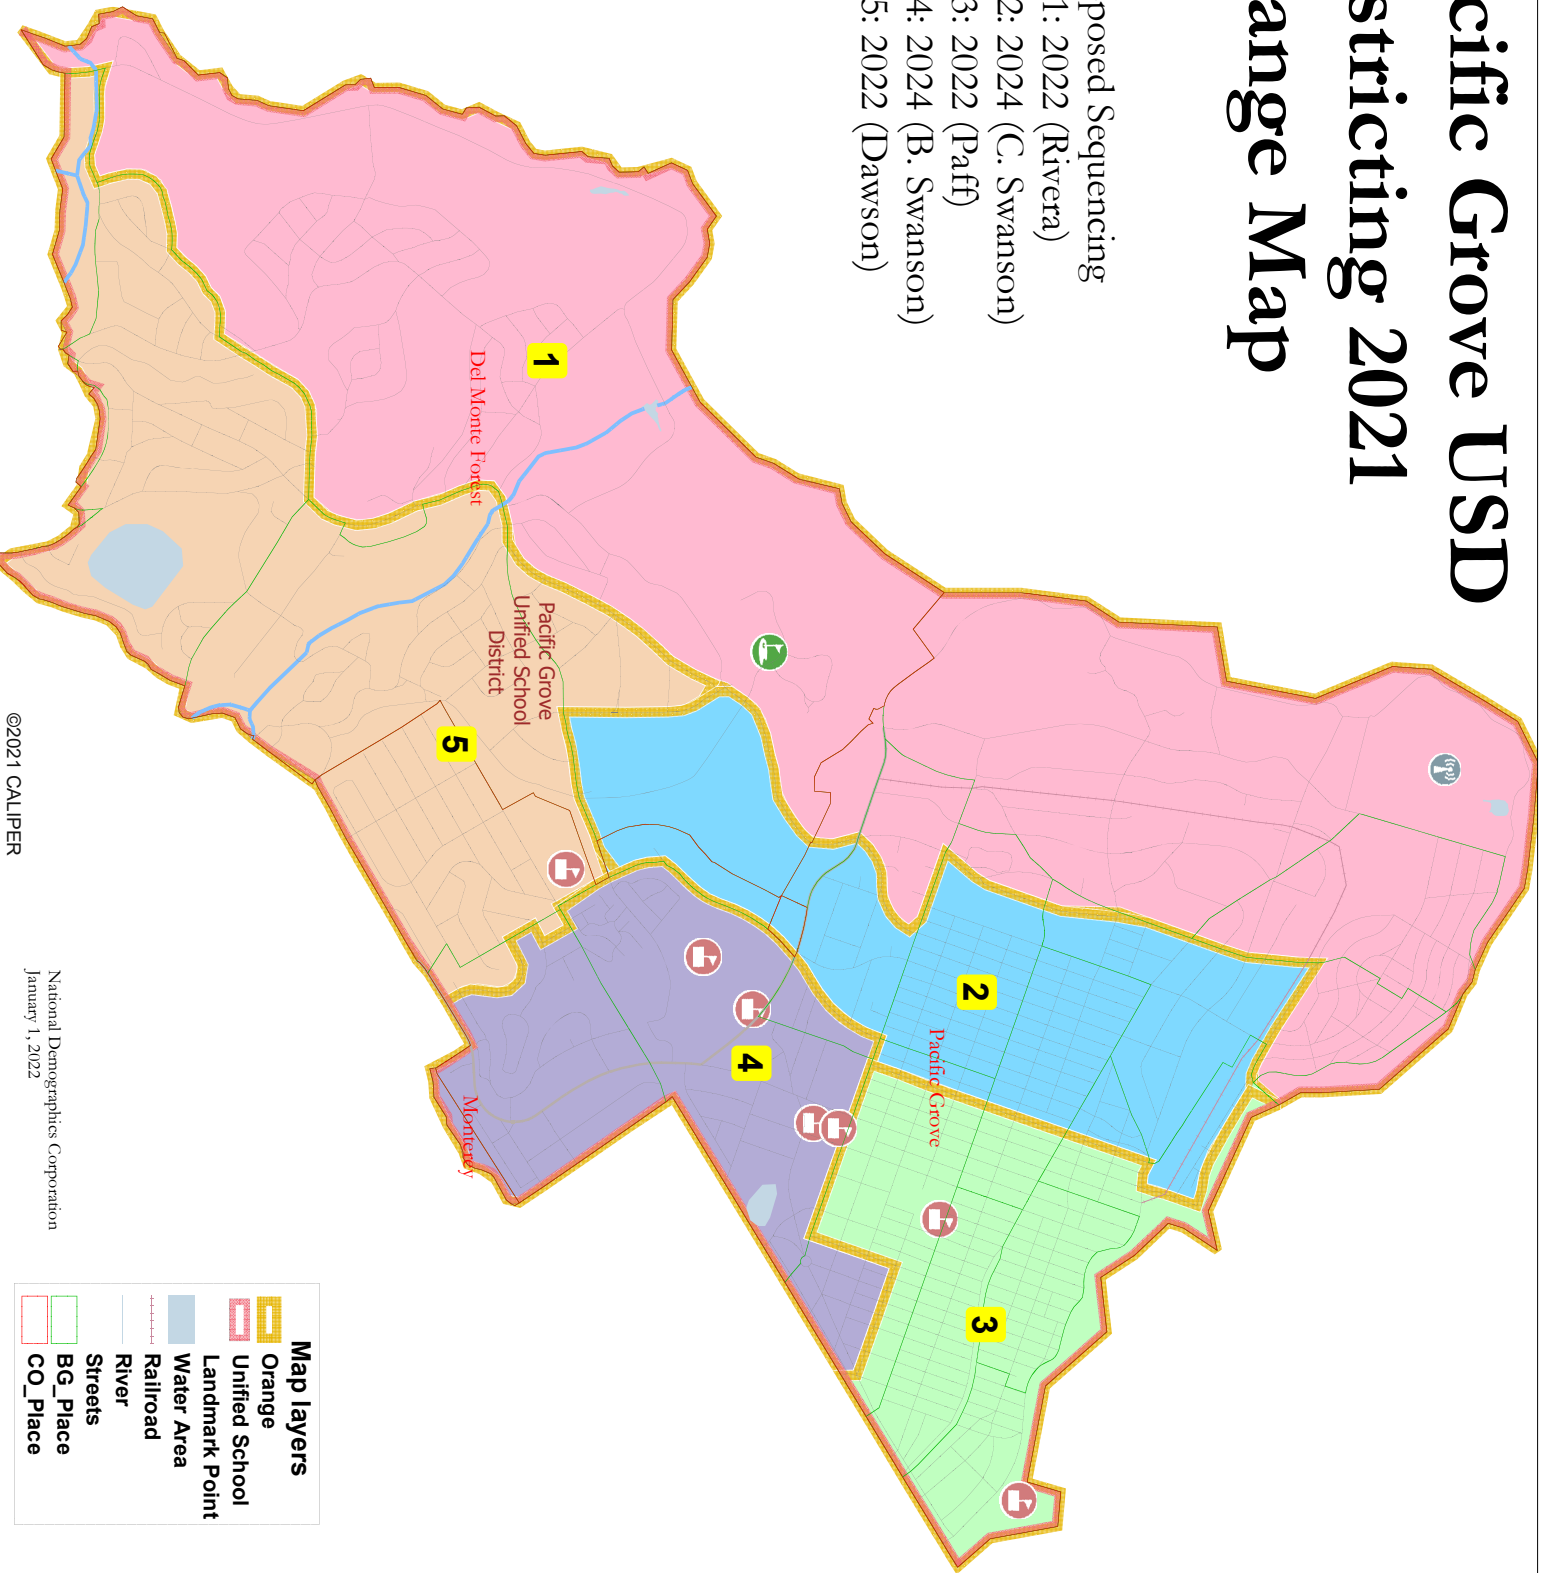 cific Grove USD
stricting 2021
ange Map
posed Sequencing
1: 2022 (Rivera)
2: 2024 (C. Swanson)
3: 2022 (Paff)
4: 2024 (B. Swanson)
5: 2022 (Dawson)
1
Del Monte Forest
Pacific Grove
Unified School
District
5
2
Pacific Grove
4
Monterey
3
©2021 CALIPER
National Demographics Corporation
January 1, 2022
Map layers
Orange
Unified School
Landmark Point
Water Area
Railroad
River
Streets
BG_Place
CO_Place